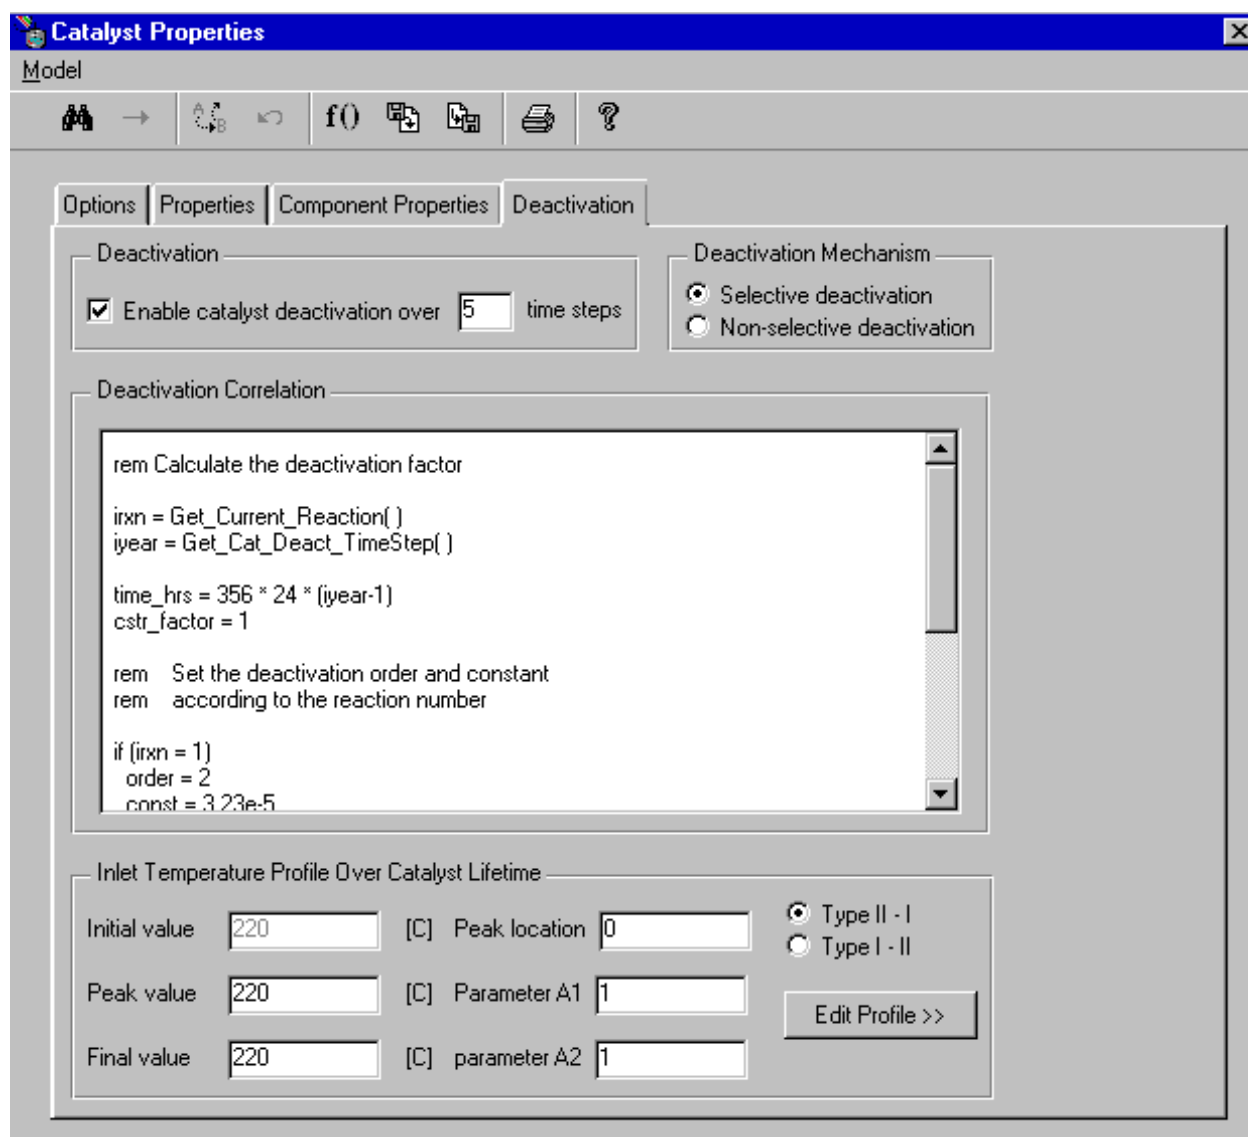 Catalyst Properties
Model
A B f()
Options Properties Component Properties Deactivation
Deactivation
Enable catalyst deactivation over 5 time steps
Deactivation Mechanism
Selective deactivation
Non-selective deactivation
Deactivation Correlation
rem Calculate the deactivation factor
irxn = Get_Current_Reaction( )
iyear = Get_Cat_Deact_TimeStep( )
time_hrs = 356 * 24 * (iyear-1)
cstr_factor = 1
rem Set the deactivation order and constant
rem according to the reaction number
if (irxn = 1)
order = 2
const = 3.23e-5
Inlet Temperature Profile Over Catalyst Lifetime
Initial value 220 [C] Peak location 0
Peak value 220 [C] Parameter A1 1
Final value 220 [C] parameter A2 1
Type II - I
Type I - II
Edit Profile >>